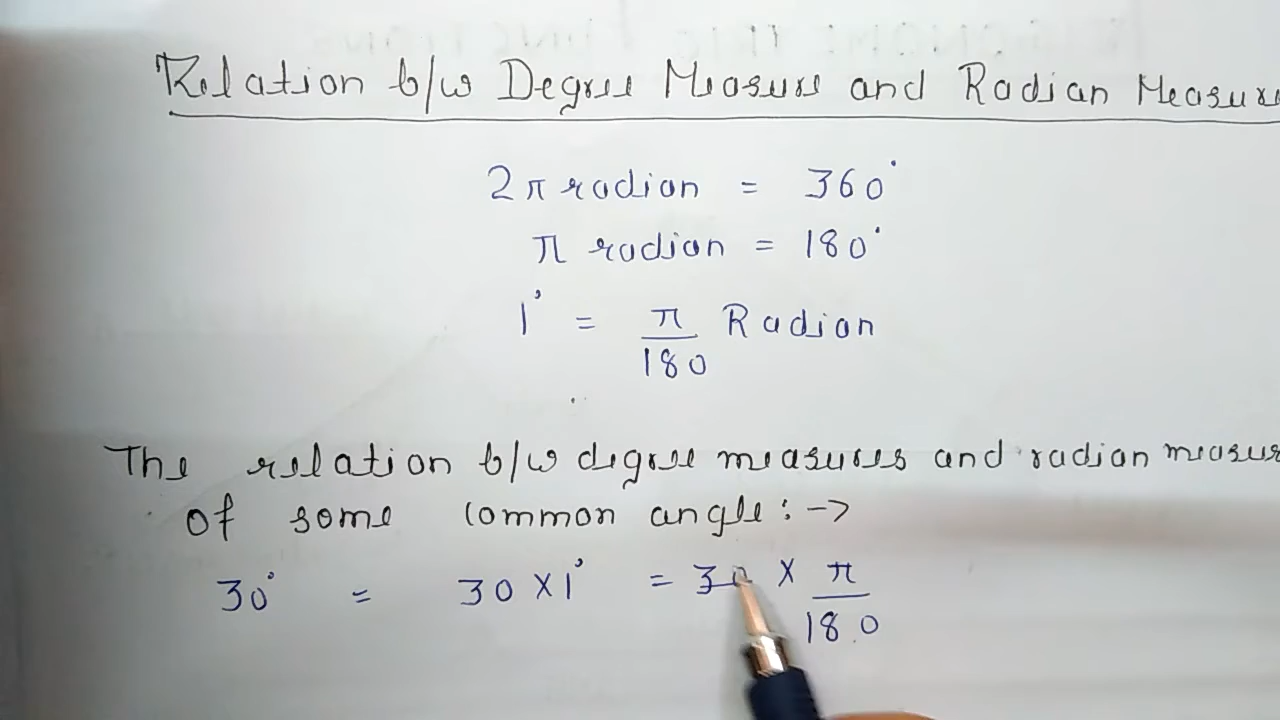 Relation b/w Degree Measure and Radian Measure
2π radian = 360°
π radian = 180°
1° = π/180 Radian
The relation b/w degree measures and radian measur
of some common angle :->
30° = 30 × 1° = 30 × π/180